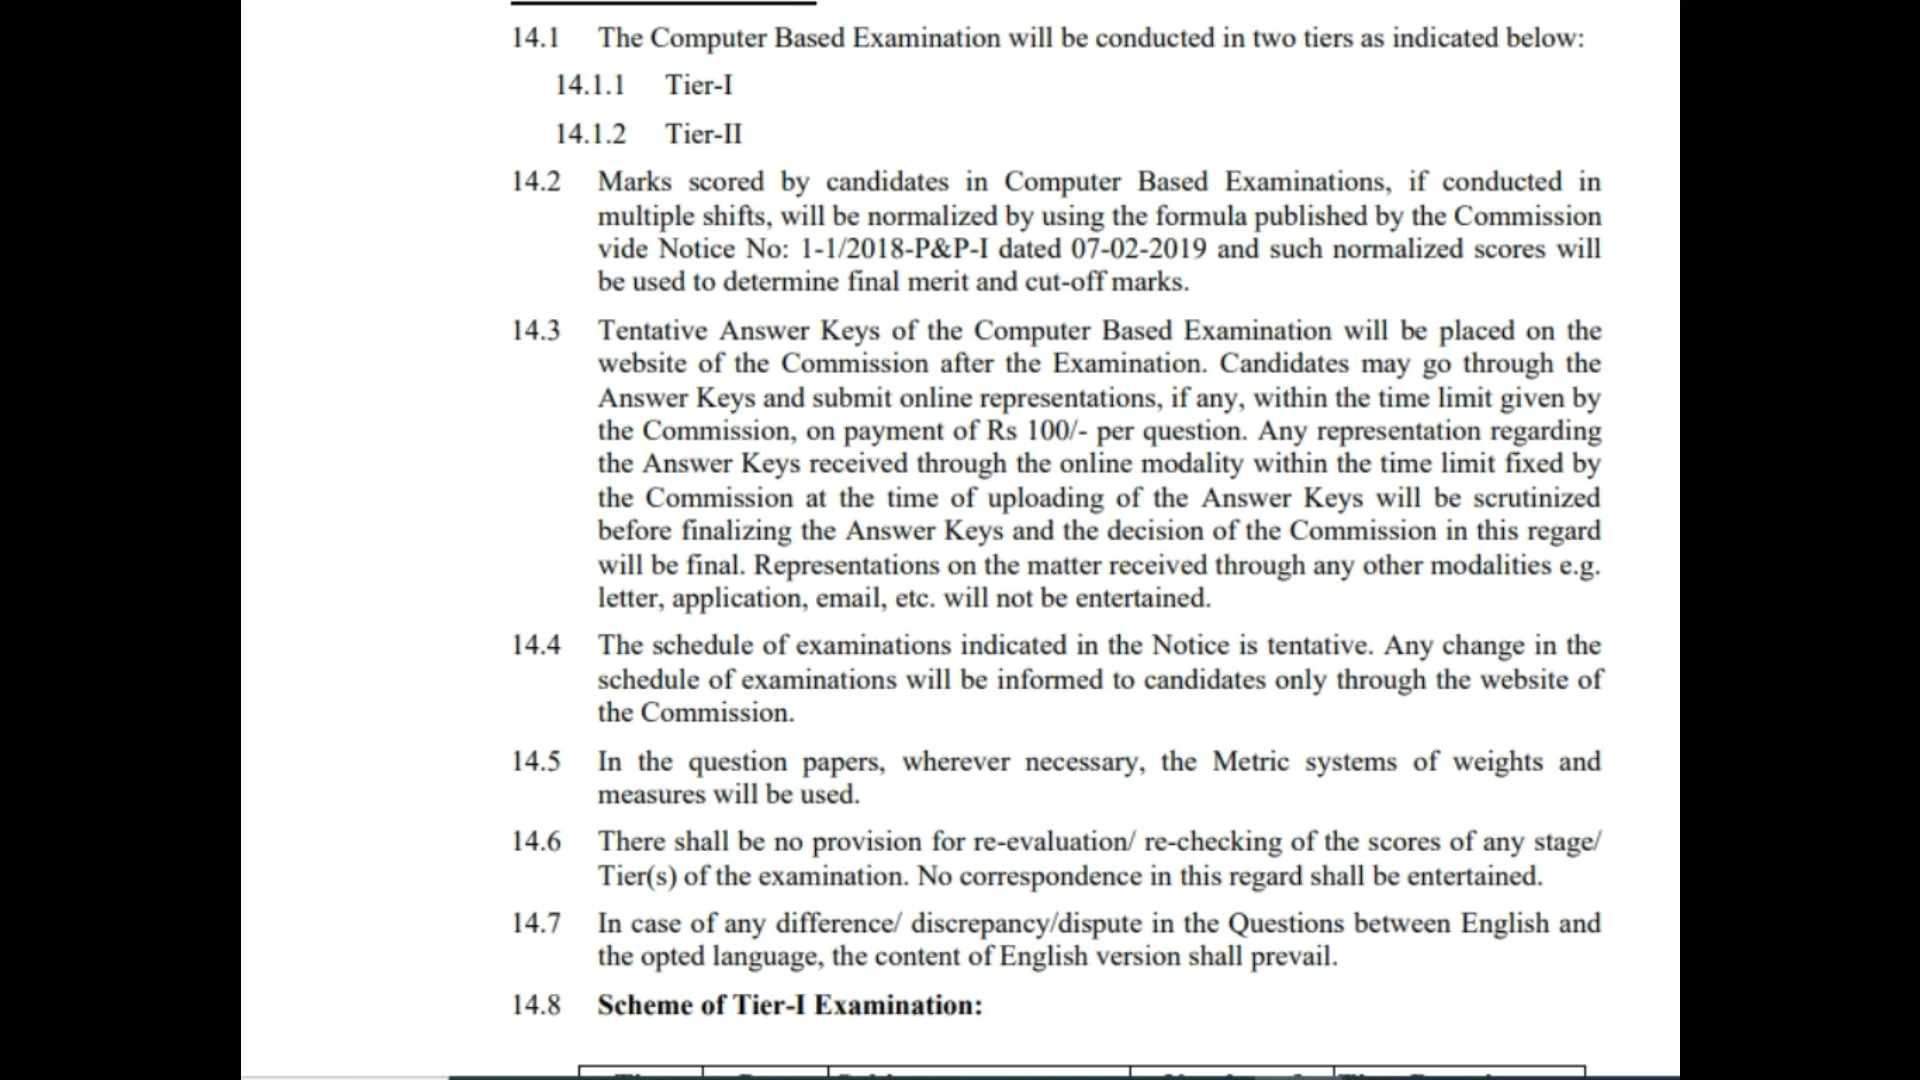 14.1 The Computer Based Examination will be conducted in two tiers as indicated below:
14.1.1 Tier-I
14.1.2 Tier-II
14.2 Marks scored by candidates in Computer Based Examinations, if conducted in
multiple shifts, will be normalized by using the formula published by the Commission
vide Notice No: 1-1/2018-P&P-I dated 07-02-2019 and such normalized scores will
be used to determine final merit and cut-off marks.
14.3 Tentative Answer Keys of the Computer Based Examination will be placed on the
website of the Commission after the Examination. Candidates may go through the
Answer Keys and submit online representations, if any, within the time limit given by
the Commission, on payment of Rs 100/- per question. Any representation regarding
the Answer Keys received through the online modality within the time limit fixed by
the Commission at the time of uploading of the Answer Keys will be scrutinized
before finalizing the Answer Keys and the decision of the Commission in this regard
will be final. Representations on the matter received through any other modalities e.g.
letter, application, email, etc. will not be entertained.
14.4 The schedule of examinations indicated in the Notice is tentative. Any change in the
schedule of examinations will be informed to candidates only through the website of
the Commission.
14.5 In the question papers, wherever necessary, the Metric systems of weights and
measures will be used.
14.6 There shall be no provision for re-evaluation/ re-checking of the scores of any stage/
Tier(s) of the examination. No correspondence in this regard shall be entertained.
14.7 In case of any difference/ discrepancy/dispute in the Questions between English and
the opted language, the content of English version shall prevail.
14.8 Scheme of Tier-I Examination: